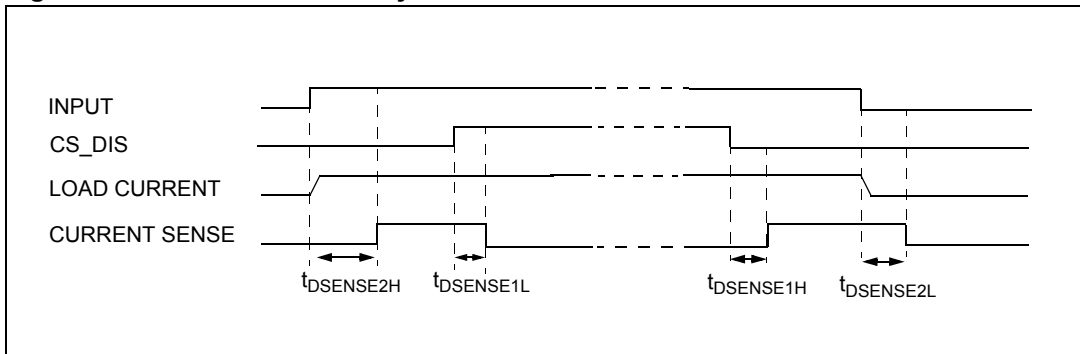 INPUT
CS_DIS
LOAD CURRENT
CURRENT SENSE
tDSENSE2H
tDSENSE1L
tDSENSE1H
tDSENSE2L